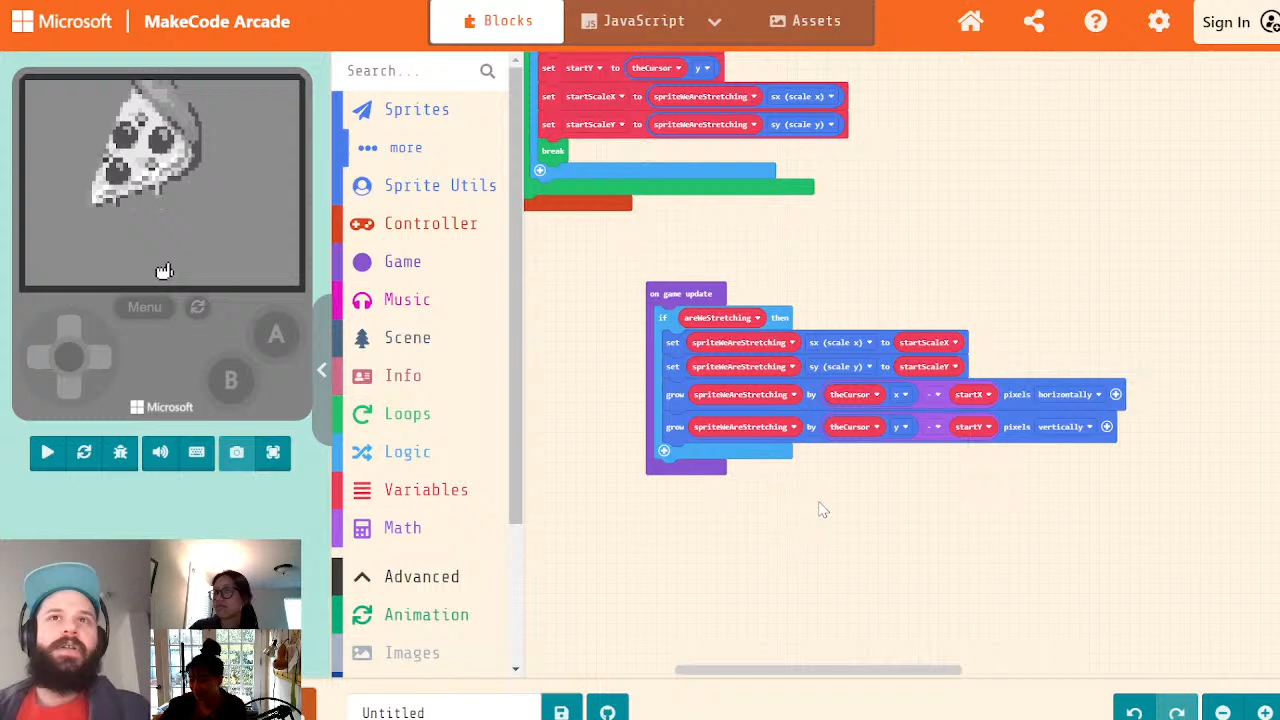 Microsoft
MakeCode Arcade
Blocks
JavaScript
Assets
Sign In
Menu
A
B
Microsoft
Search...
Sprites
more
Sprite Utils
Controller
Game
Music
Scene
Info
Loops
Logic
Variables
Math
Advanced
Animation
Images
set startY to theCursor y
set startScaleX to spriteWeAreStretching sx (scale x)
set startScaleY to spriteWeAreStretching sy (scale y)
break
on game update
if areWeStretching then
set spriteWeAreStretching sx (scale x) to startScaleX
set spriteWeAreStretching sy (scale y) to startScaleY
grow spriteWeAreStretching by theCursor x - startX pixels horizontally
grow spriteWeAreStretching by theCursor y - startY pixels vertically
Untitled